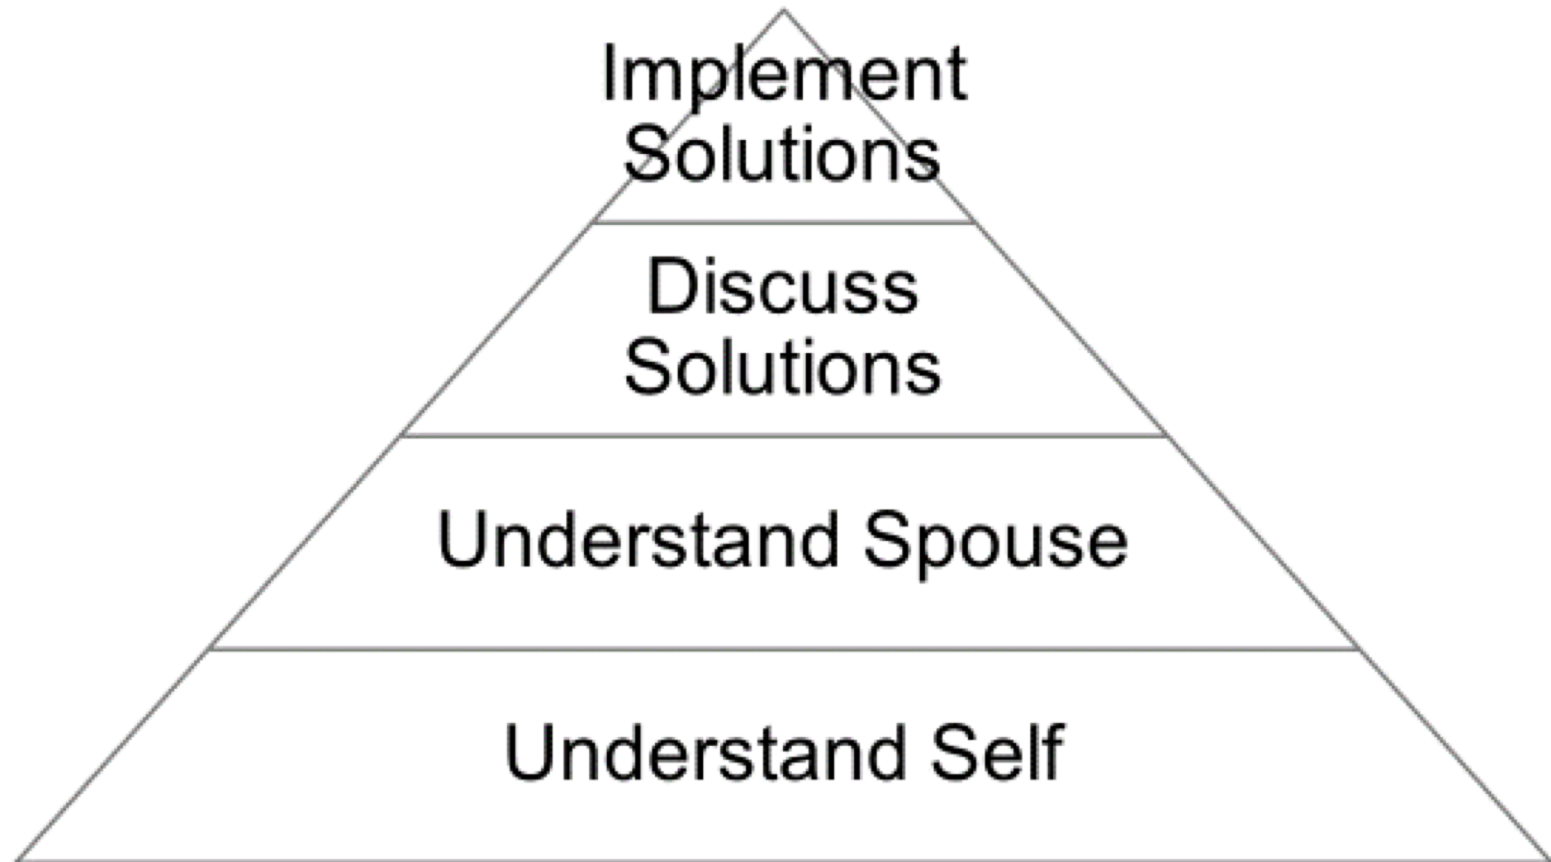 Implement
Solutions
Discuss
Solutions
Understand Spouse
Understand Self